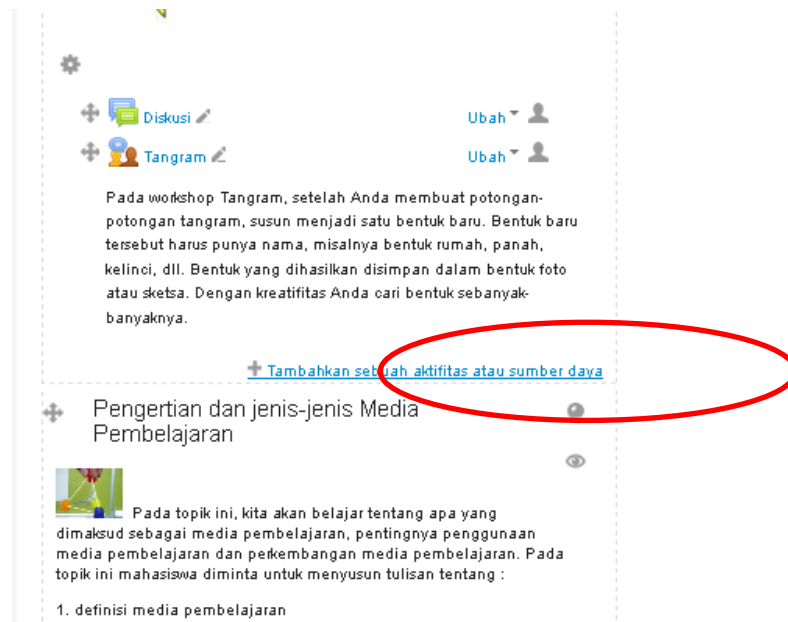 Diskusi Ubah
Tangram Ubah
Pada workshop Tangram, setelah Anda membuat potongan-
potongan tangram, susun menjadi satu bentuk baru. Bentuk baru
tersebut harus punya nama, misalnya bentuk rumah, panah,
kelinci, dll. Bentuk yang dihasilkan disimpan dalam bentuk foto
atau sketsa. Dengan kreatifitas Anda cari bentuk sebanyak-
banyaknya.
Tambahkan sebuah aktifitas atau sumber daya
Pengertian dan jenis-jenis Media
Pembelajaran
Pada topik ini, kita akan belajar tentang apa yang
dimaksud sebagai media pembelajaran, pentingnya penggunaan
media pembelajaran dan perkembangan media pembelajaran. Pada
topik ini mahasiswa diminta untuk menyusun tulisan tentang :
1. definisi media pembelajaran